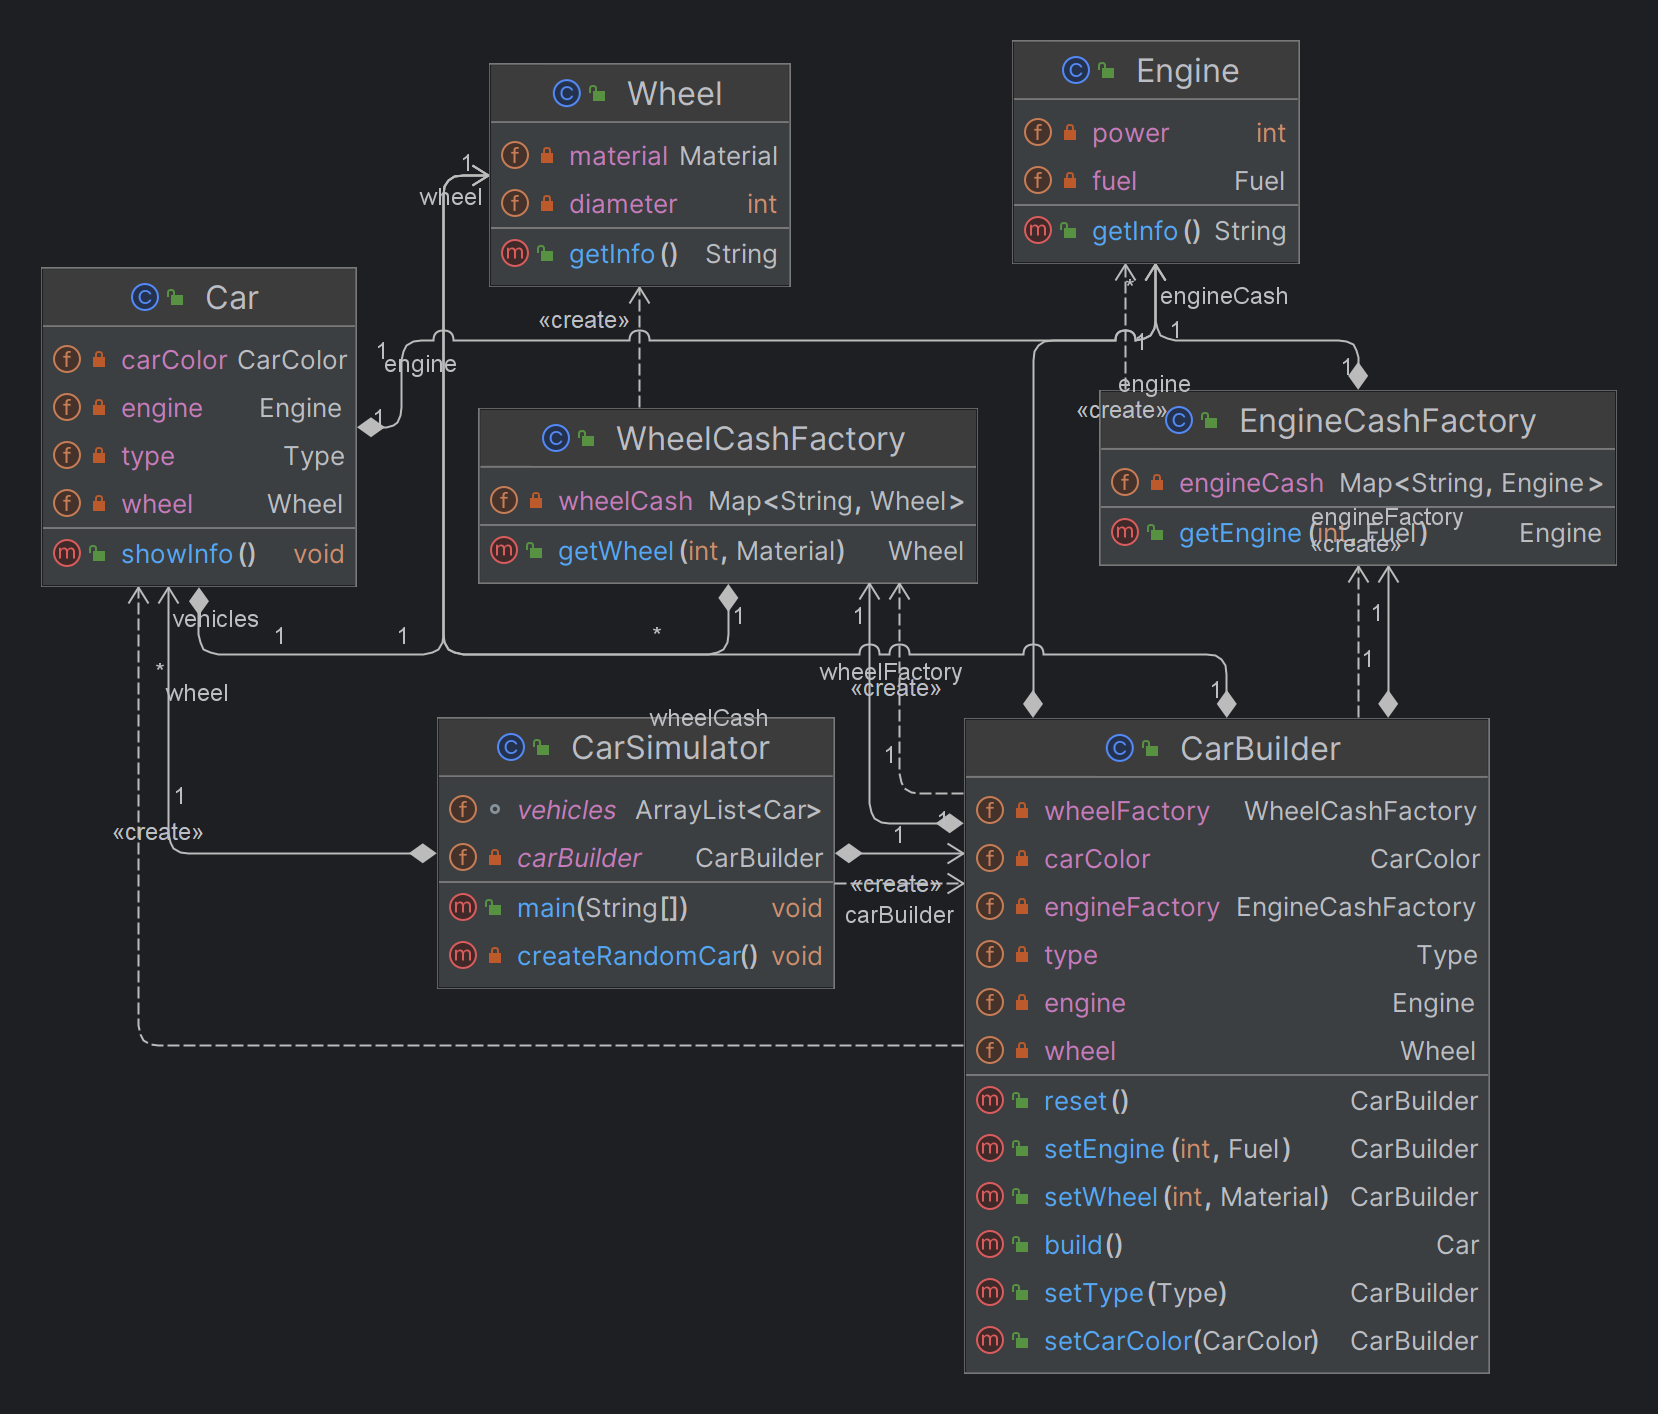 Engine
power int
fuel Fuel
getInfo() String
Wheel
material Material
diameter int
getInfo() String
1
wheel
Car
carColor CarColor
engine Engine
type Type
wheel Wheel
showInfo() void
«create»
*
engineCash
1
1
1
1
engine
engine
«create»
1
WheelCashFactory
wheelCash Map<String, Wheel>
getWheel(int, Material) Wheel
EngineCashFactory
engineCash Map<String, Engine>
engineFactory
getEngine(int, Fuel) Engine
«create»
vehicles
1
1
*
1
1
1
*
wheel
wheelFactory
«create»
1
1
wheelCash
CarSimulator
vehicles ArrayList<Car>
carBuilder CarBuilder
main(String[]) void
createRandomCar() void
1
1
«create»
1
1
«create»
carBuilder
CarBuilder
wheelFactory WheelCashFactory
carColor CarColor
engineFactory EngineCashFactory
type Type
engine Engine
wheel Wheel
reset() CarBuilder
setEngine(int, Fuel) CarBuilder
setWheel(int, Material) CarBuilder
build() Car
setType(Type) CarBuilder
setCarColor(CarColor) CarBuilder